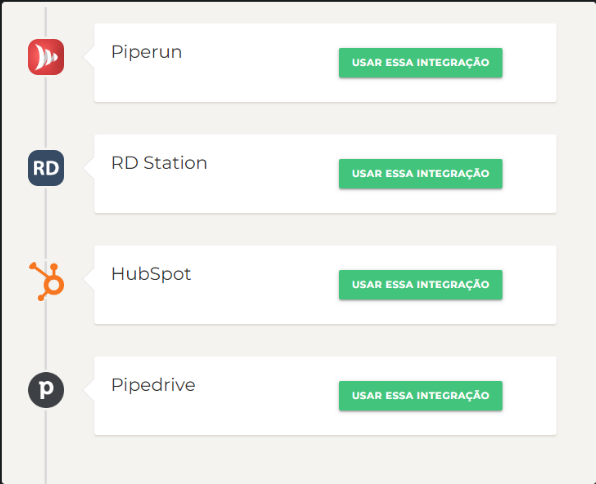 Piperun
USAR ESSA INTEGRAÇÃO
RD
RD Station
USAR ESSA INTEGRAÇÃO
HubSpot
USAR ESSA INTEGRAÇÃO
p
Pipedrive
USAR ESSA INTEGRAÇÃO